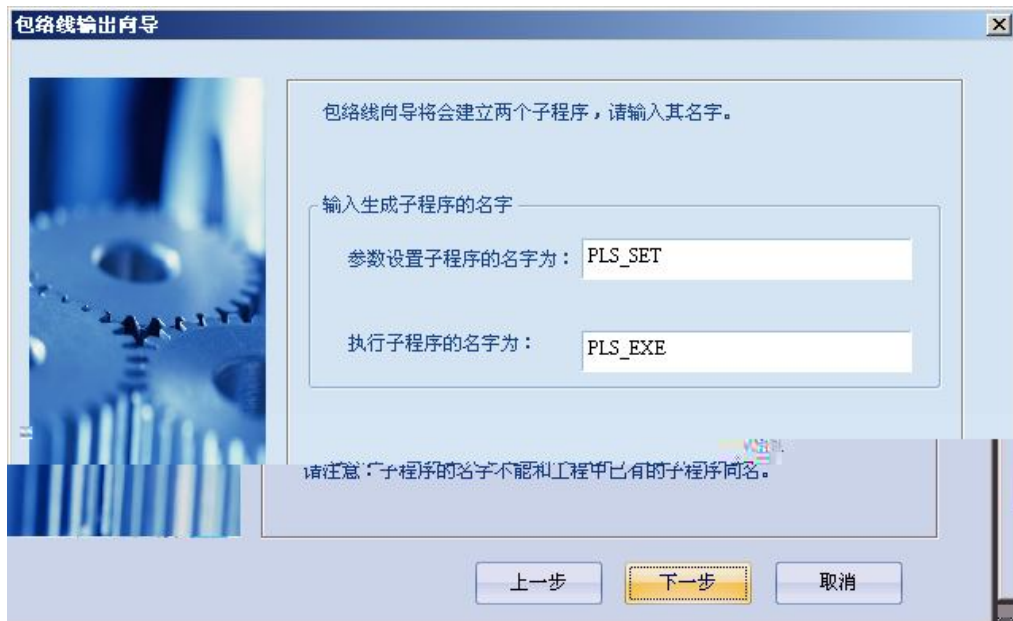 包络线输出向导
包络线向导将会建立两个子程序,请输入其名字。
输入生成子程序的名字
参数设置子程序的名字为:
PLS_SET
执行子程序的名字为:
PLS_EXE
请注意:子程序的名字不能和工程中已有的子程序同名。
上一步
下一步
取消